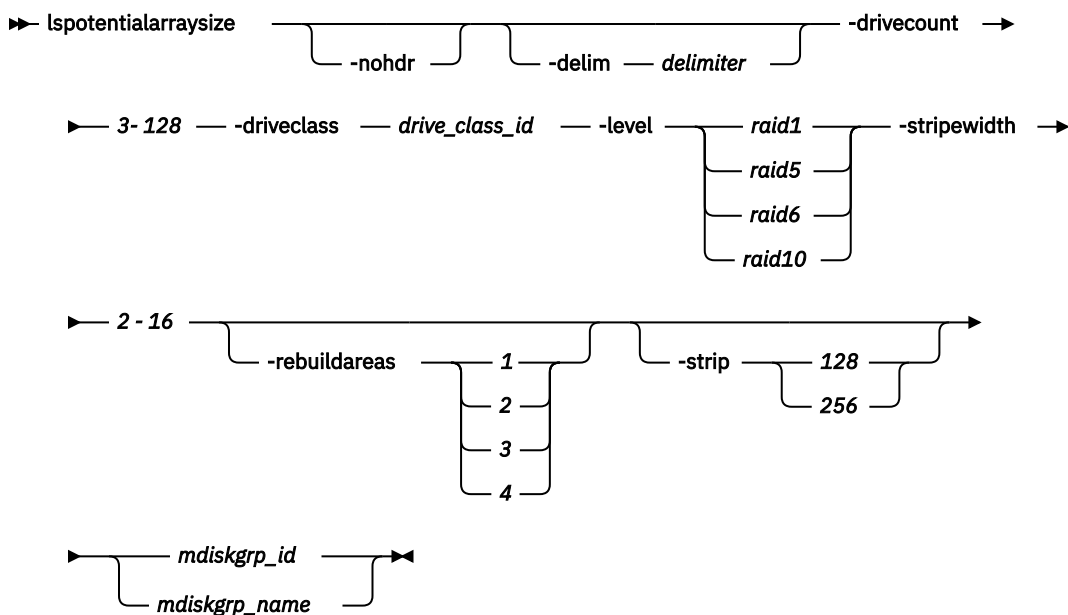 lspotentialarraysize -drivecount
-nohdr -delim delimiter
3- 128 -driveclass drive_class_id -level raid1 -stripewidth
raid5
raid6
raid10
2 - 16
-rebuildareas 1 -strip 128
2 256
3
4
mdiskgrp_id
mdiskgrp_name